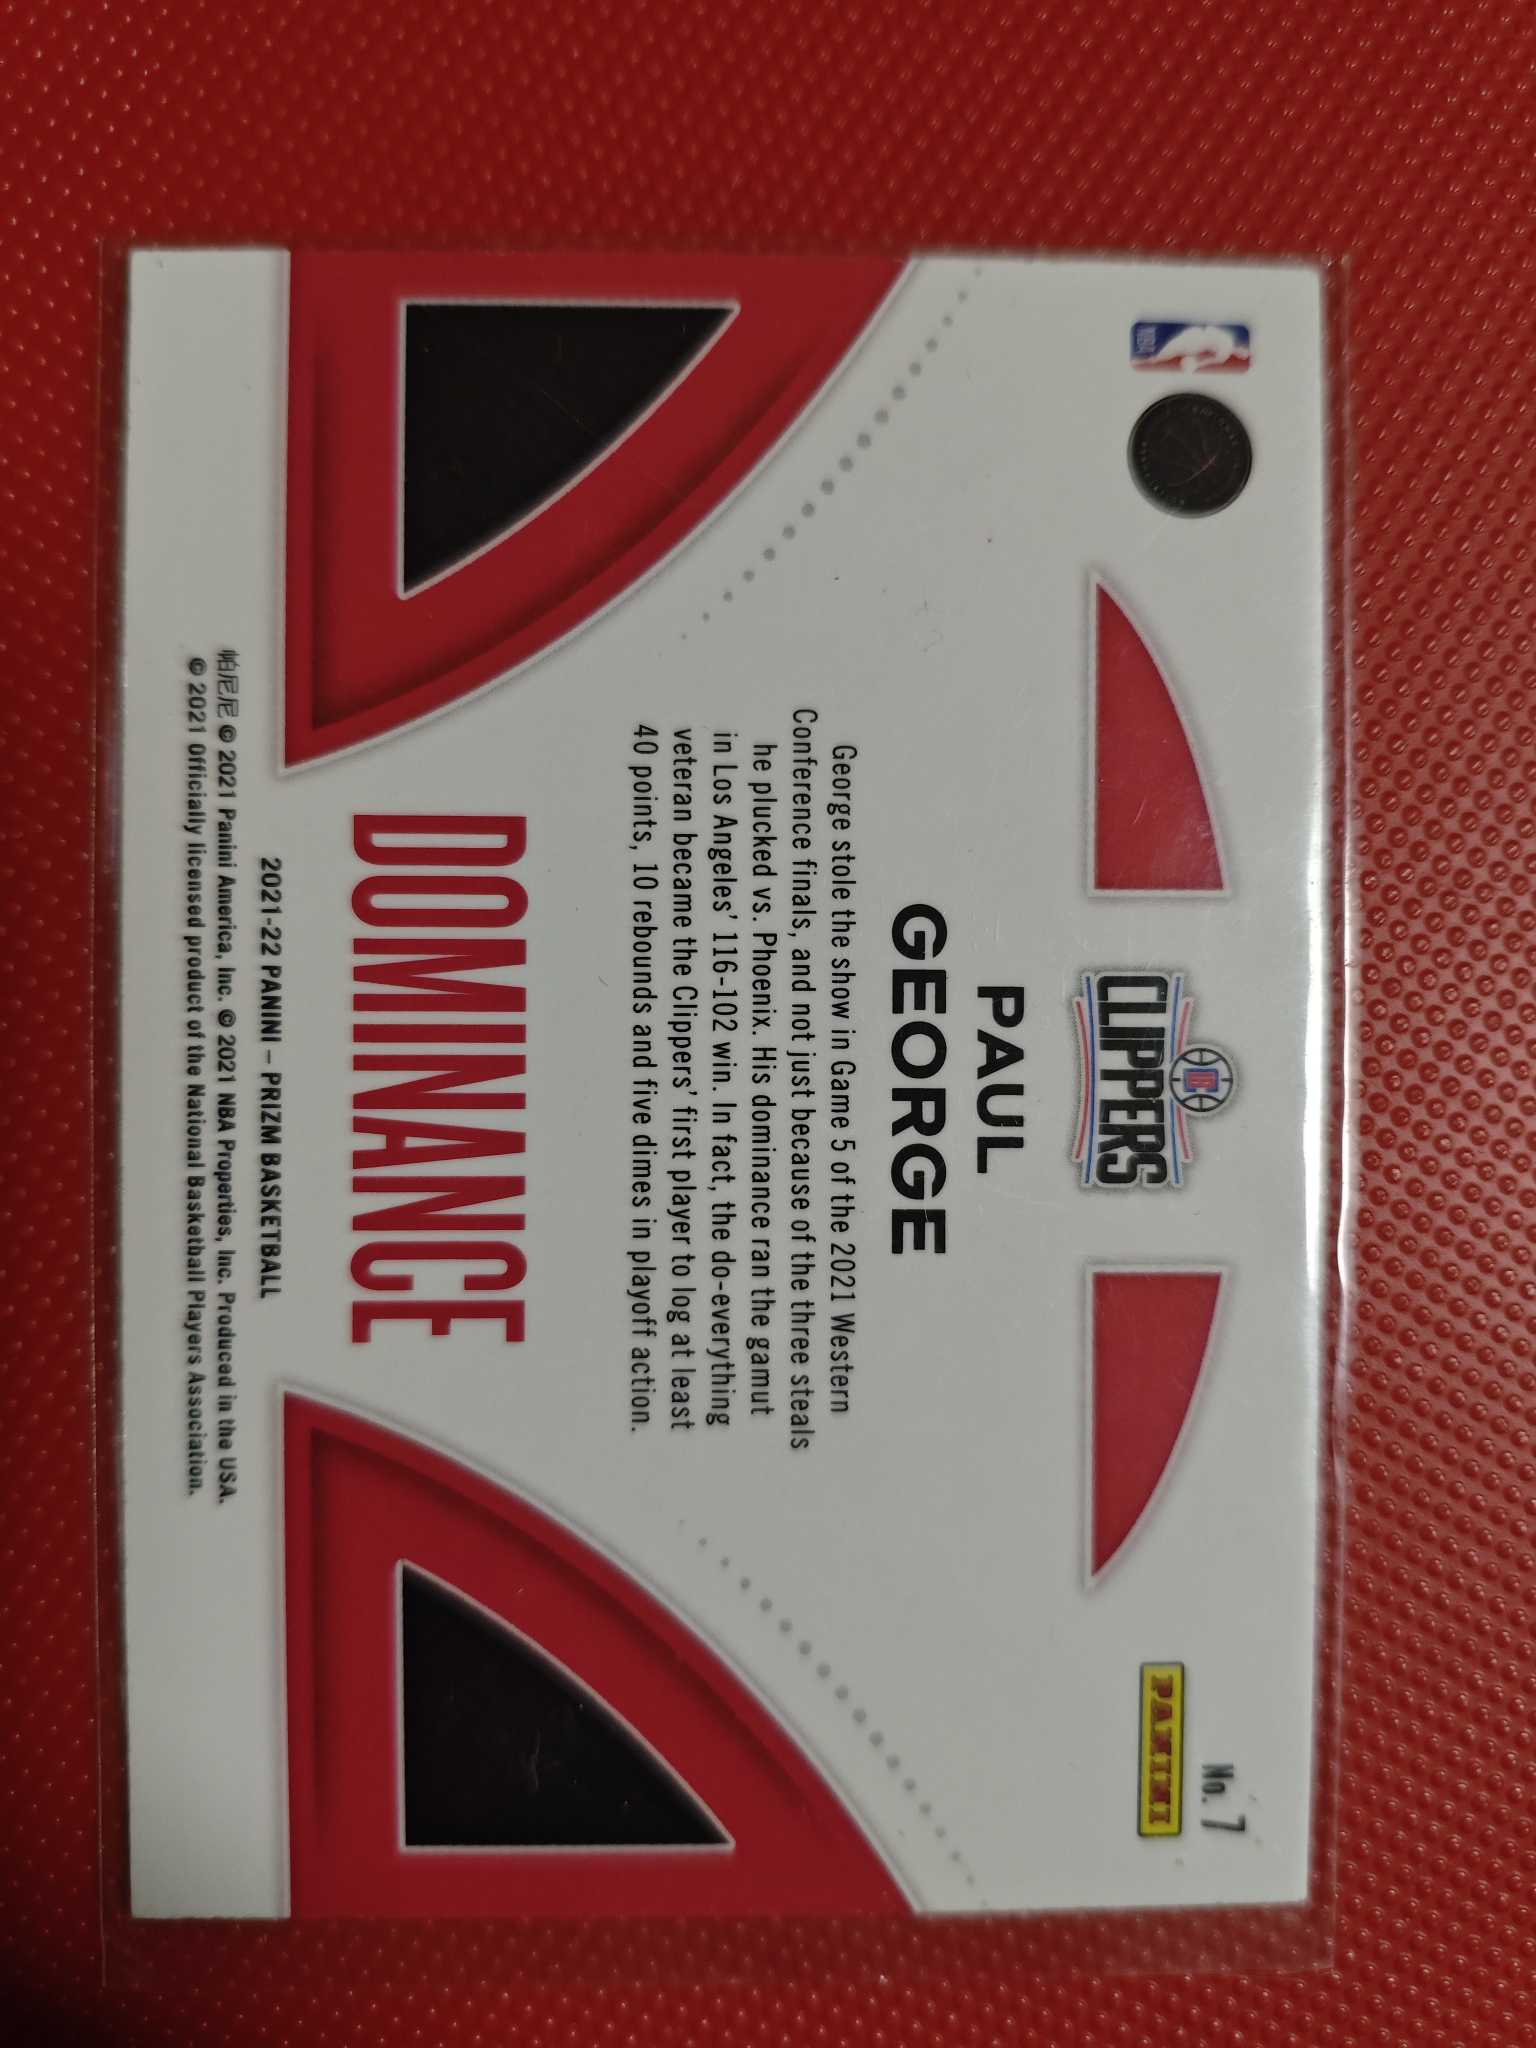 No. 7
PANINI
NBA
CLIPPERS
PAUL
GEORGE
George stole the show in Game 5 of the 2021 Western
Conference finals, and not just because of the three steals
he plucked vs. Phoenix. His dominance ran the gamut
in Los Angeles' 116-102 win. In fact, the do-everything
veteran became the Clippers' first player to log at least
40 points, 10 rebounds and five dimes in playoff action.
DOMINANCE
2021-22 PANINI – PRIZM BASKETBALL
帕尼尼 © 2021 Panini America, Inc. © 2021 NBA Properties, Inc. Produced in the USA.
© 2021 Officially licensed product of the National Basketball Players Association.